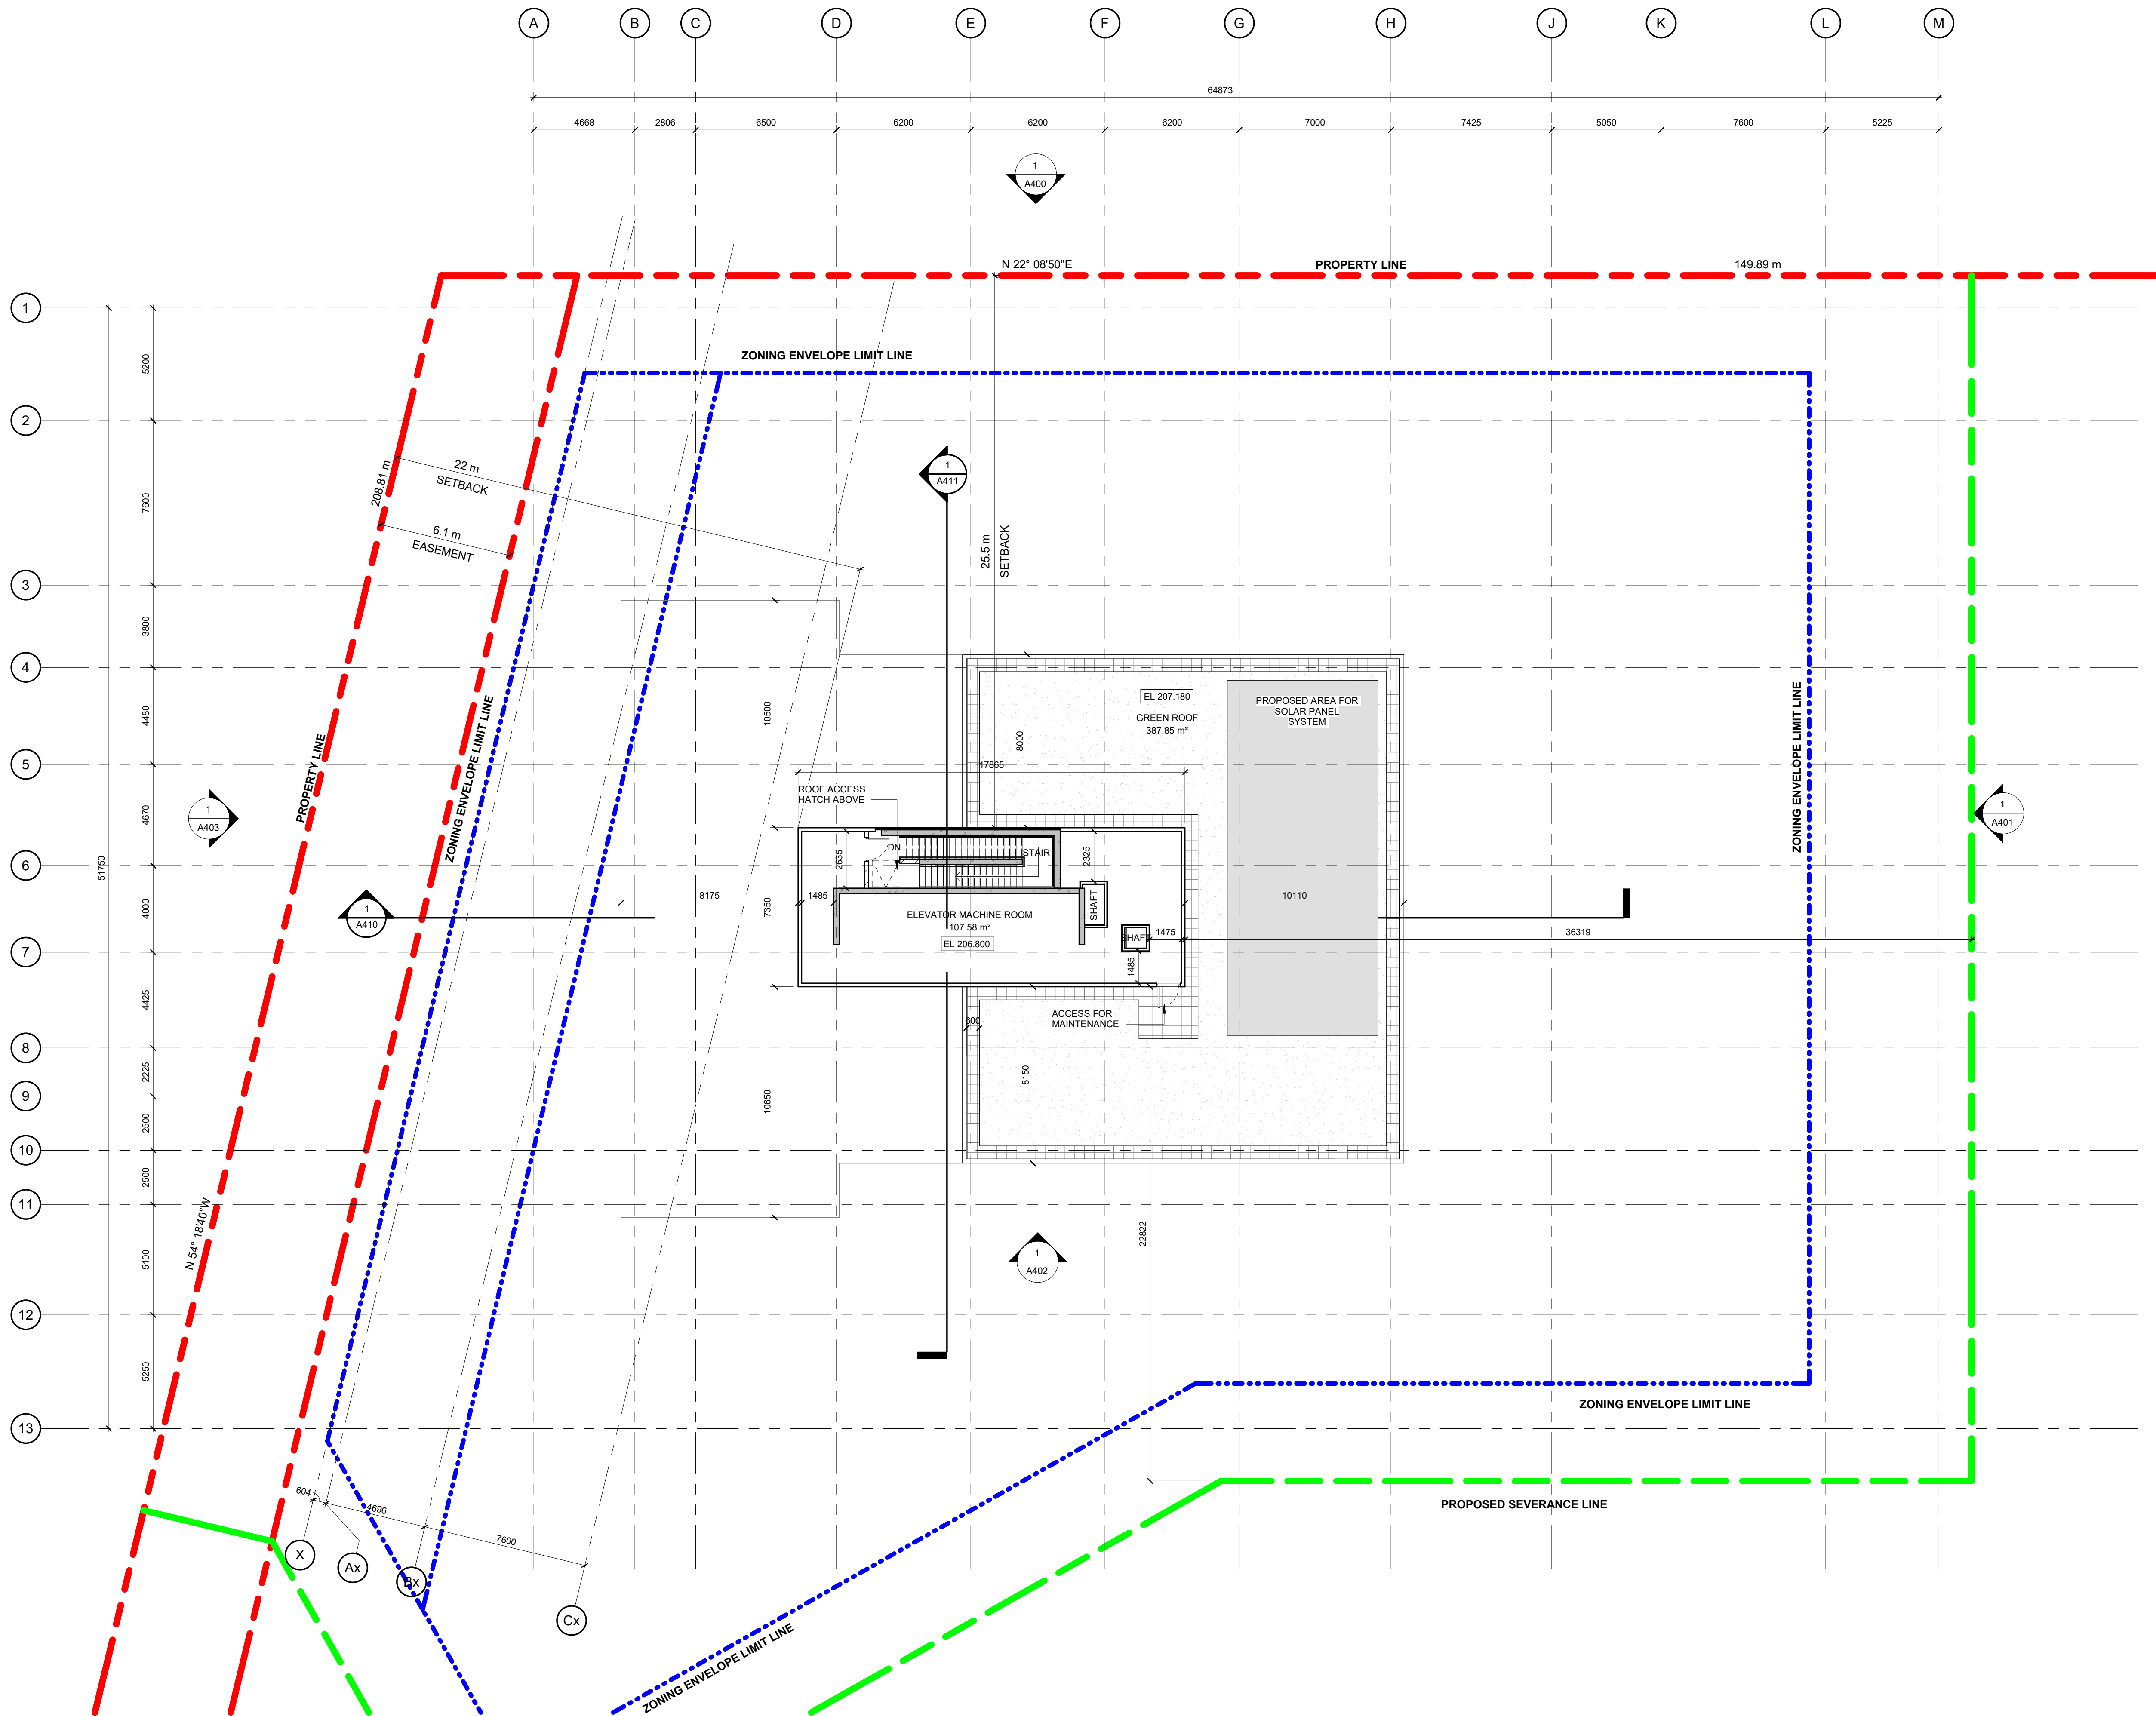 A B C D E F G H J K L M
64873
4668 2806 6500 6200 6200 6200 7000 7425 5050 7600 5225
1
A400
N 22° 08'50"E
PROPERTY LINE
149.89 m
1
5200
ZONING ENVELOPE LIMIT LINE
2
22 m
SETBACK
208.81 m
7600
1
A411
6.1 m
EASEMENT
25.5 m
SETBACK
3
3800
4
4480
10500
8000
EL 207.180
GREEN ROOF
387.85 m²
PROPOSED AREA FOR
SOLAR PANEL
SYSTEM
ZONING ENVELOPE LIMIT LINE
PROPERTY LINE
ZONING ENVELOPE LIMIT LINE
5
17865
ROOF ACCESS
HATCH ABOVE
1
A403
1
A401
4670
51750
DN
STAIR
2635
2325
6
8175
1485
10110
4000
7350
1
A410
SHAFT
ELEVATOR MACHINE ROOM
107.58 m²
EL 206.800
SHAFT
1475
36319
7
1485
4425
ACCESS FOR
MAINTENANCE
600
8
2225
8150
9
10650
2500
10
2500
11
N 54° 18'40"W
22822
5100
1
A402
12
5250
ZONING ENVELOPE LIMIT LINE
13
604
4696
7600
PROPOSED SEVERANCE LINE
X
Ax
Bx
Cx
ZONING ENVELOPE LIMIT LINE